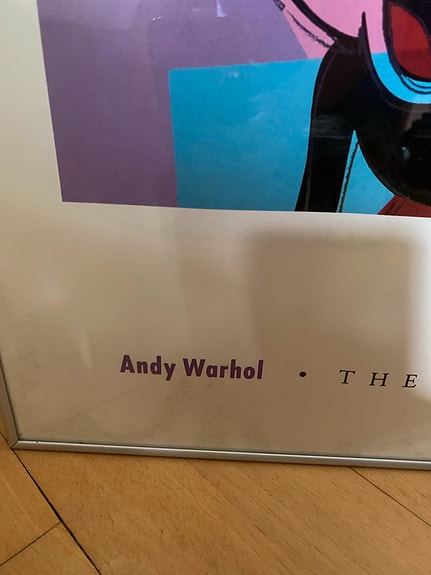 Andy Warhol • THE